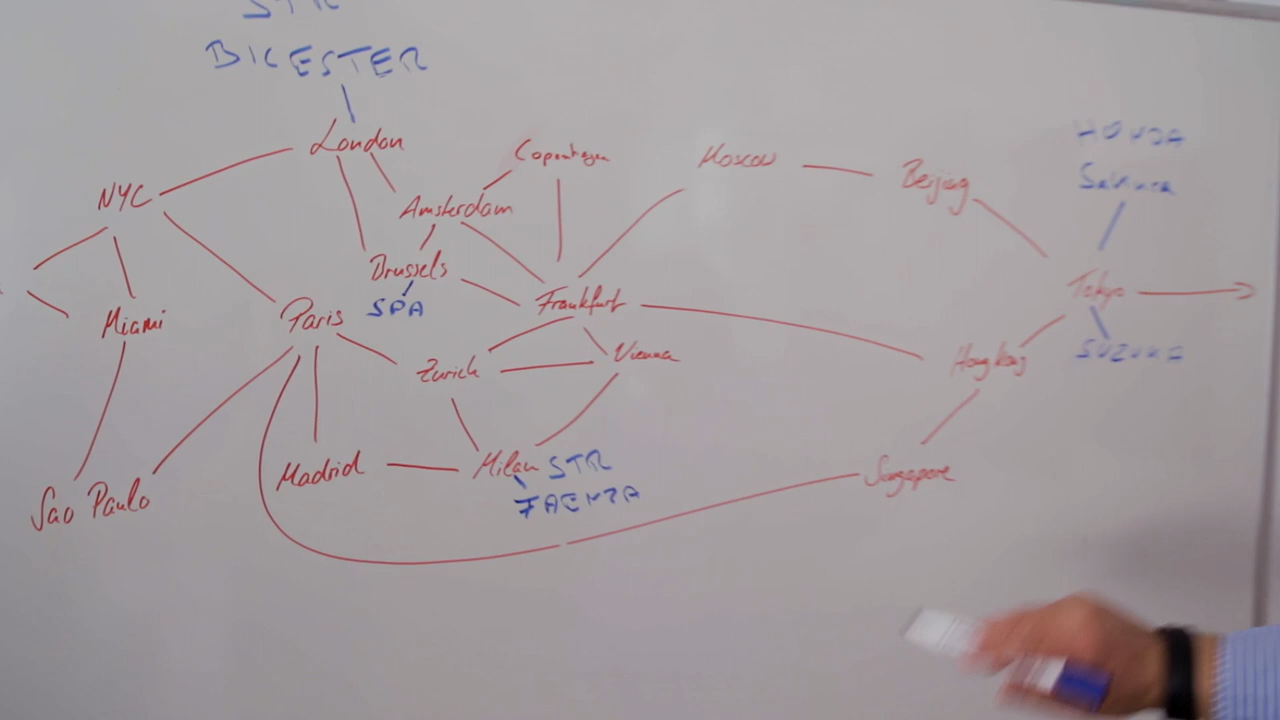 STR
BICESTER
London
HONDA
Sakura
Copenhagen
Moscow
Beijing
NYC
Amsterdam
Brussels
SPA
Frankfurt
Tokyo
Paris
Miami
Zurich
Vienna
Hong Kong
SUZUKA
Madrid
Milan STR
FAENZA
Sao Paulo
Singapore